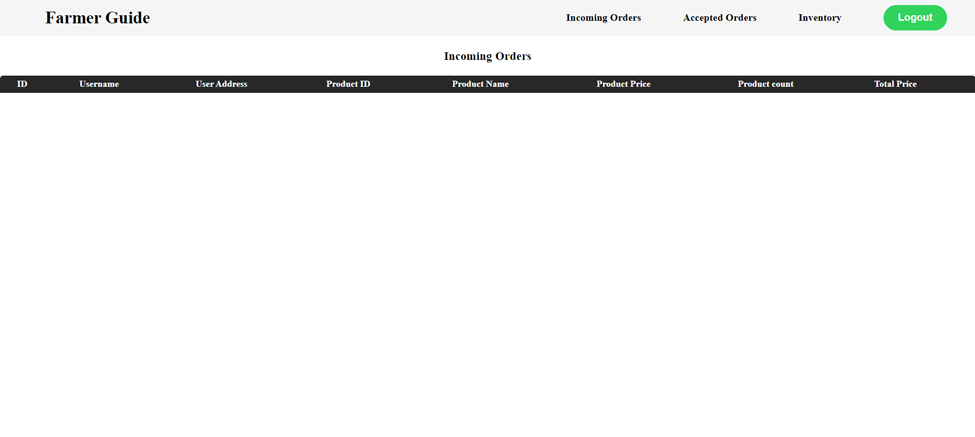 Farmer Guide Incoming Orders Accepted Orders Inventory Logout
Incoming Orders
ID Username User Address Product ID Product Name Product Price Product count Total Price